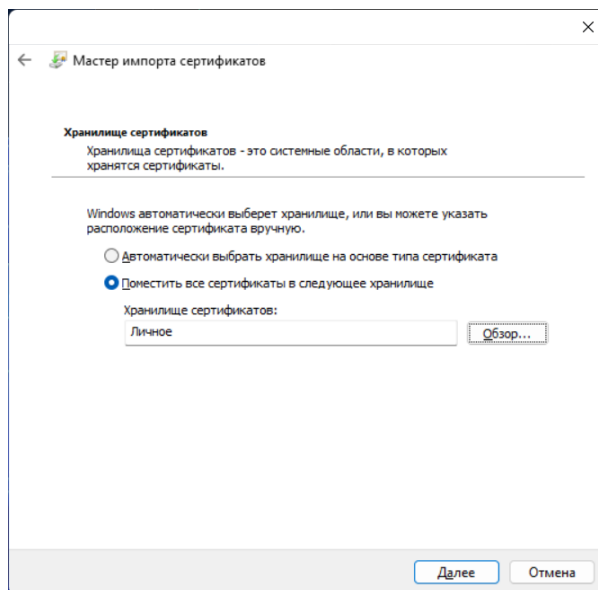 Мастер импорта сертификатов
Хранилище сертификатов
Хранилища сертификатов - это системные области, в которых
хранятся сертификаты.
Windows автоматически выберет хранилище, или вы можете указать
расположение сертификата вручную.
Автоматически выбрать хранилище на основе типа сертификата
Поместить все сертификаты в следующее хранилище
Хранилище сертификатов:
Личное
Обзор...
Далее
Отмена